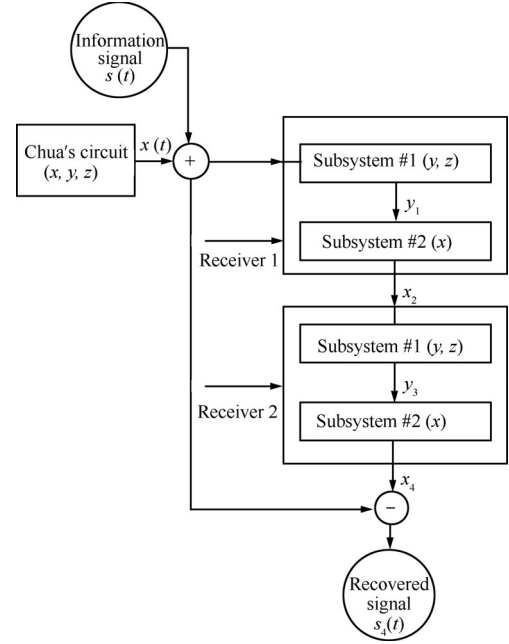 Information
signal
s (t)
Chua's circuit
(x, y, z)
x (t)
+
Subsystem #1 (y, z)
y₁
Subsystem #2 (x)
Receiver 1
x₂
Subsystem #1 (y, z)
y₃
Receiver 2
Subsystem #2 (x)
x₄
−
Recovered
signal
s₄(t)